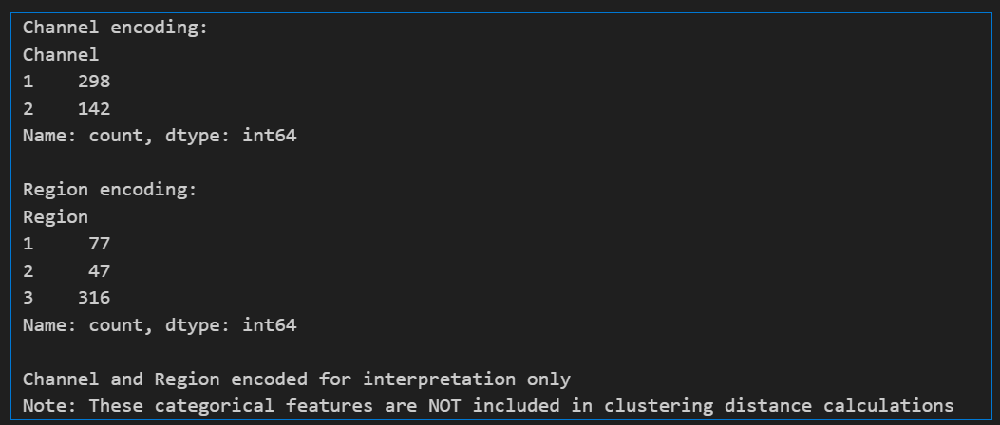 Channel encoding:
Channel
1    298
2    142
Name: count, dtype: int64

Region encoding:
Region
1     77
2     47
3    316
Name: count, dtype: int64

Channel and Region encoded for interpretation only
Note: These categorical features are NOT included in clustering distance calculations